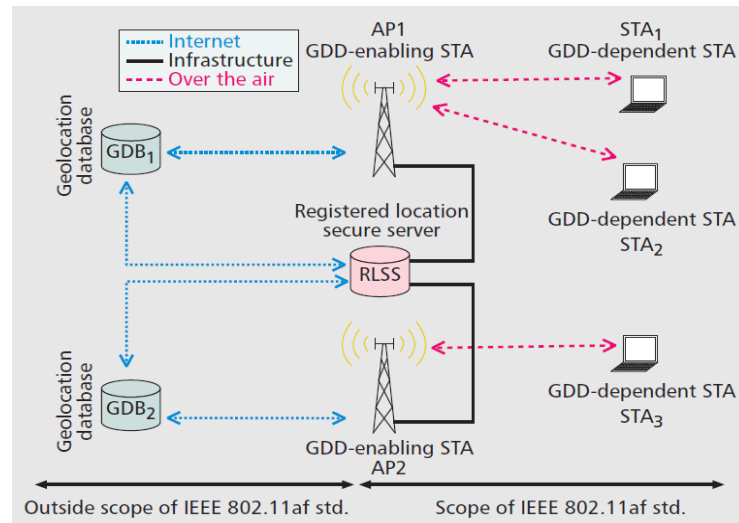 Internet
Infrastructure
Over the air
AP1
GDD-enabling STA
STA1
GDD-dependent STA
Geolocation
database
GDB1
GDD-dependent STA
STA2
Registered location
secure server
RLSS
Geolocation
database
GDB2
GDD-dependent STA
STA3
GDD-enabling STA
AP2
Outside scope of IEEE 802.11af std.
Scope of IEEE 802.11af std.